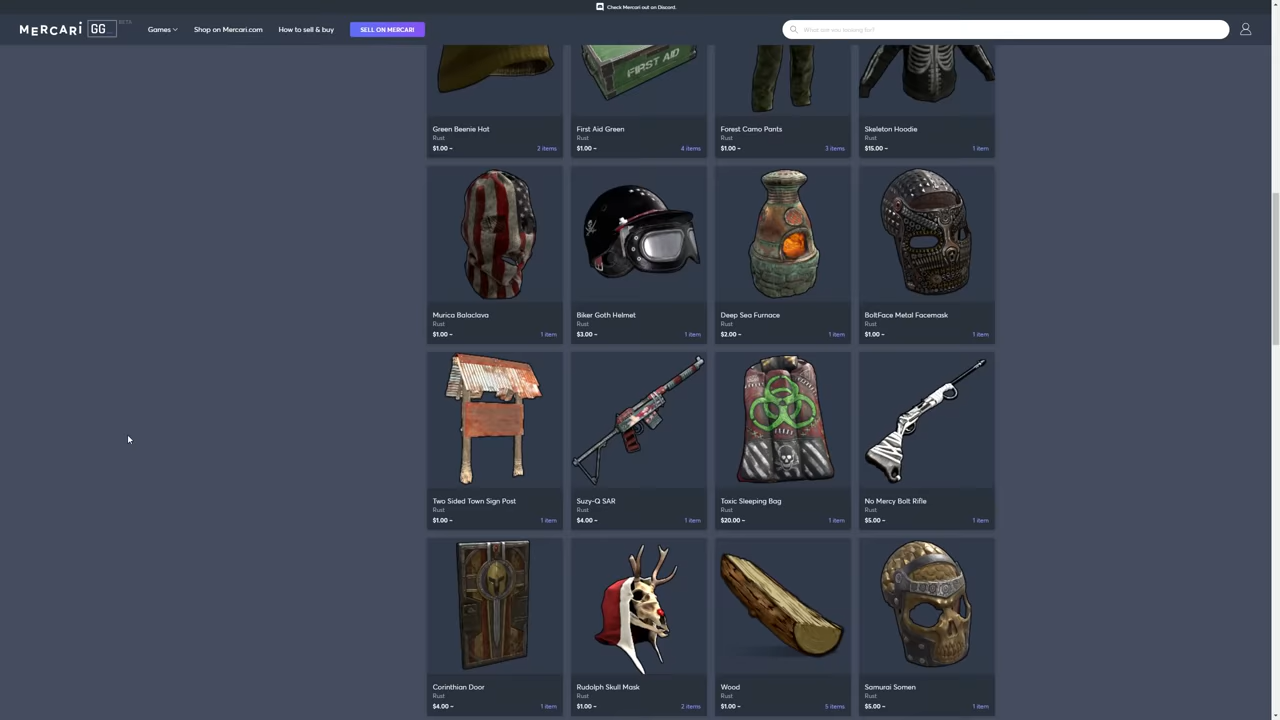 Check Mercari out on Discord.
MERCARI GG BETA
Games
Shop on Mercari.com
How to sell & buy
SELL ON MERCARI
What are you looking for?
FIRST AID
Green Beenie Hat
Rust
$1.00 ~ 2 items
First Aid Green
Rust
$1.00 ~ 4 items
Forest Camo Pants
Rust
$1.00 ~ 3 items
Skeleton Hoodie
Rust
$15.00 ~ 1 item
Murica Balaclava
Rust
$1.00 ~ 1 item
Biker Goth Helmet
Rust
$3.00 ~ 1 item
Deep Sea Furnace
Rust
$2.00 ~ 1 item
BoltFace Metal Facemask
Rust
$1.00 ~ 1 item
Two Sided Town Sign Post
Rust
$1.00 ~ 1 item
Suzy-Q SAR
Rust
$4.00 ~ 1 item
Toxic Sleeping Bag
Rust
$20.00 ~ 1 item
No Mercy Bolt Rifle
Rust
$5.00 ~ 1 item
Corinthian Door
Rust
$4.00 ~ 1 item
Rudolph Skull Mask
Rust
$1.00 ~ 2 items
Wood
Rust
$1.00 ~ 5 items
Samurai Somen
Rust
$5.00 ~ 1 item